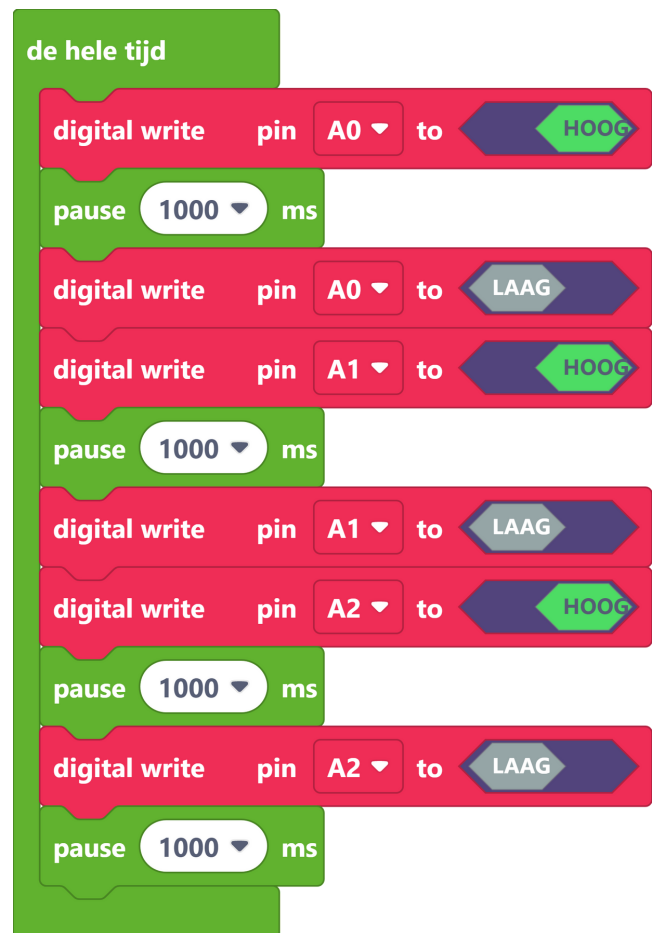 de hele tijd
digital write pin A0 to HOOG
pause 1000 ms
digital write pin A0 to LAAG
digital write pin A1 to HOOG
pause 1000 ms
digital write pin A1 to LAAG
digital write pin A2 to HOOG
pause 1000 ms
digital write pin A2 to LAAG
pause 1000 ms